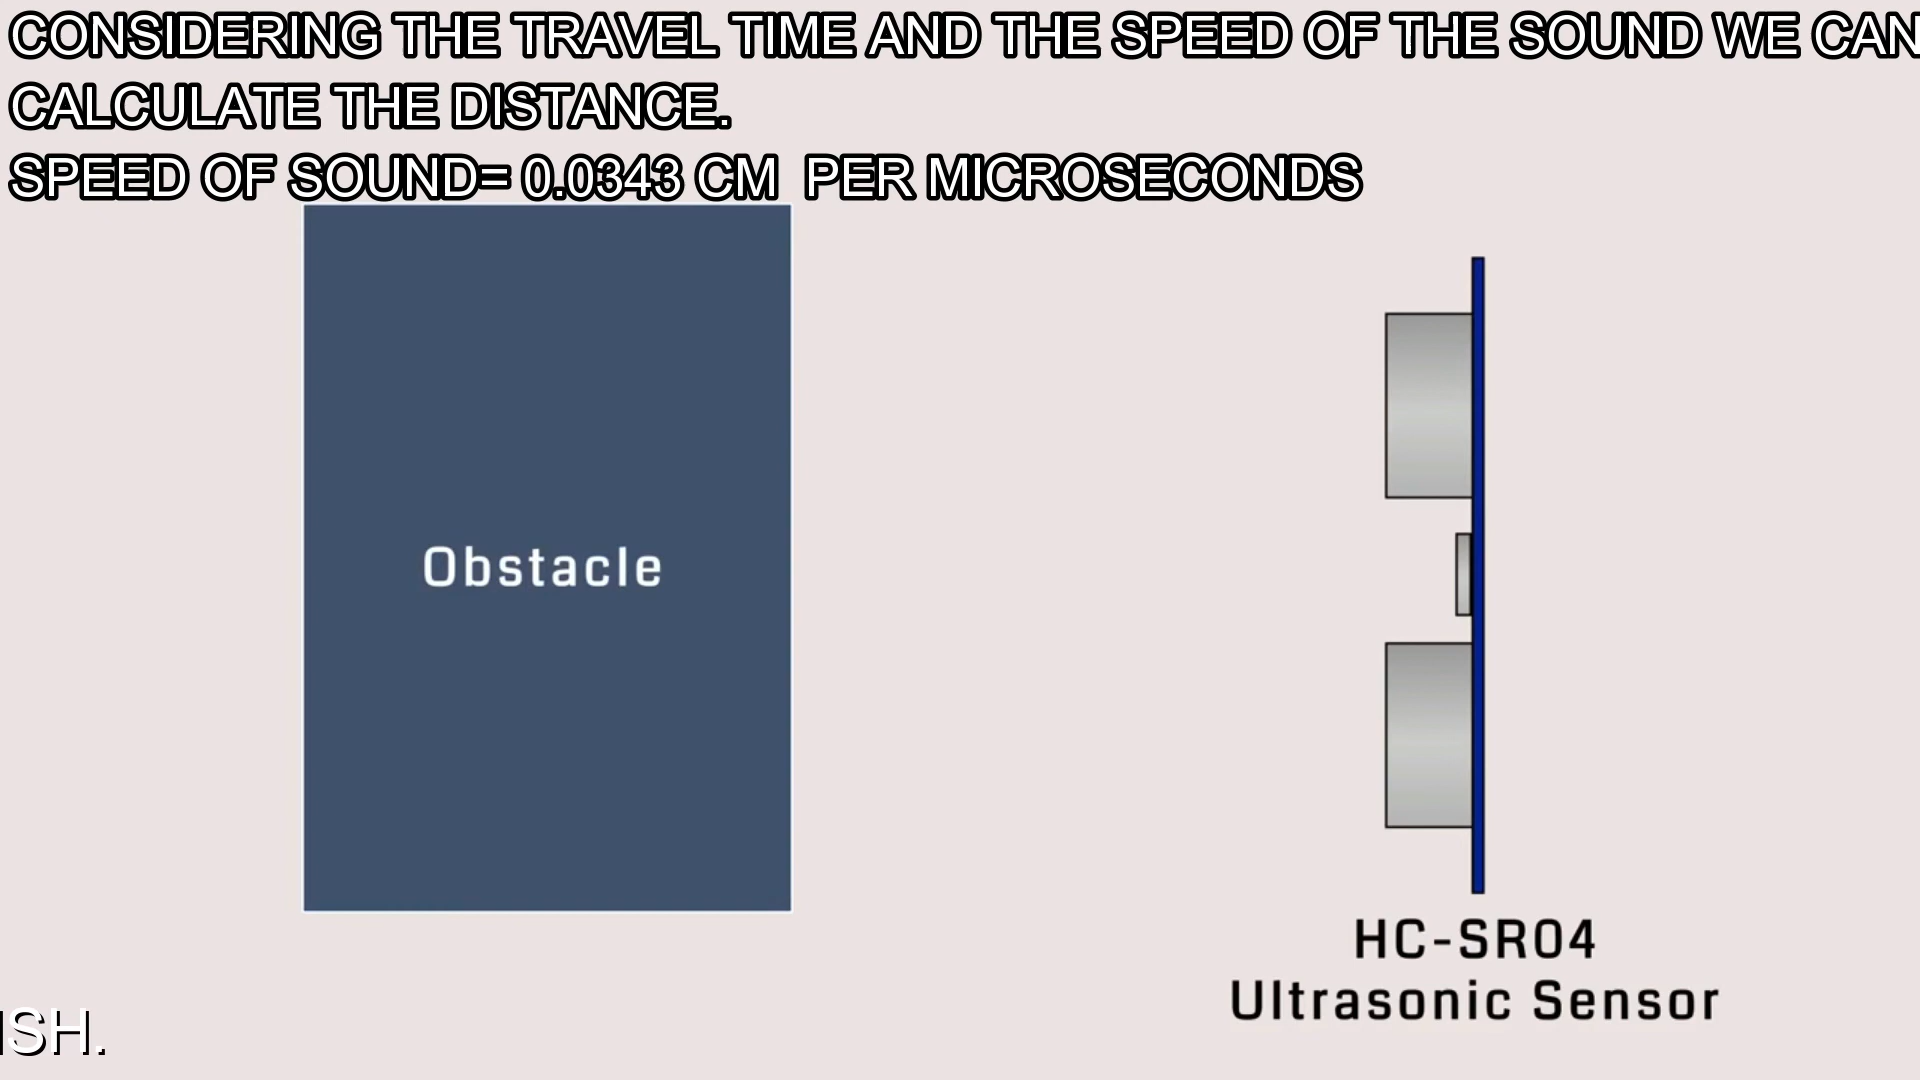 CONSIDERING THE TRAVEL TIME AND THE SPEED OF THE SOUND WE CAN
CALCULATE THE DISTANCE.
SPEED OF SOUND= 0.0343 CM  PER MICROSECONDS
Obstacle
HC-SR04
Ultrasonic Sensor